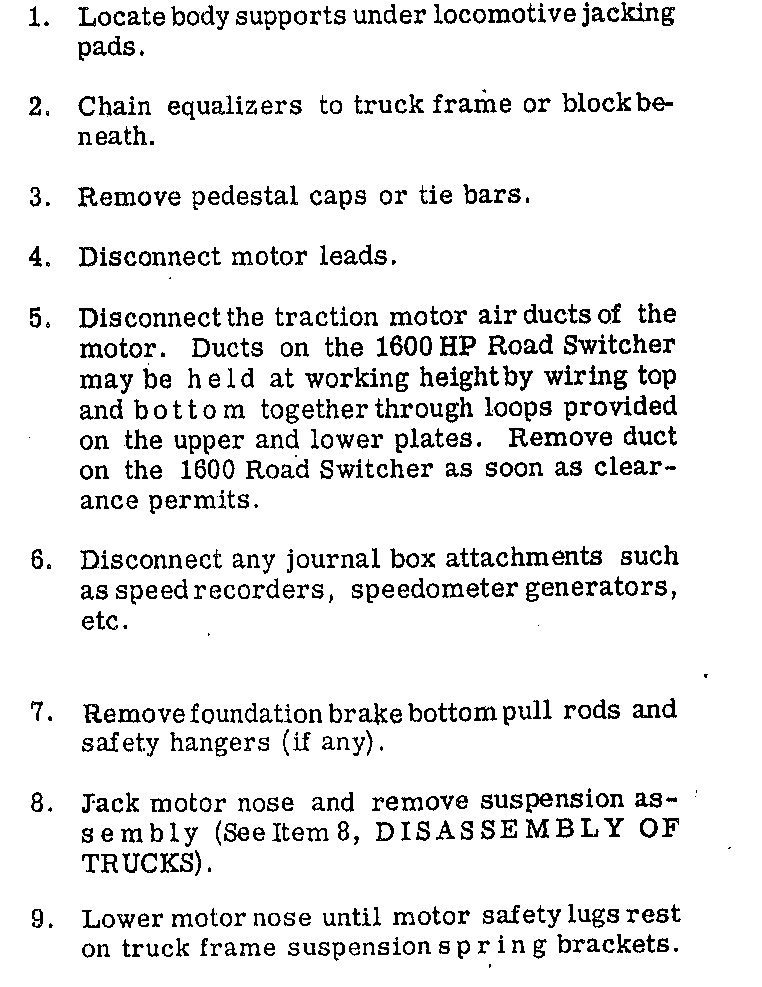 1. Locate body supports under locomotive jacking
pads.
2. Chain equalizers to truck frame or block be-
neath.
3. Remove pedestal caps or tie bars.
4. Disconnect motor leads.
5. Disconnect the traction motor air ducts of the
motor. Ducts on the 1600 HP Road Switcher
may be held at working height by wiring top
and bottom together through loops provided
on the upper and lower plates. Remove duct
on the 1600 Road Switcher as soon as clear-
ance permits.
6. Disconnect any journal box attachments such
as speed recorders, speedometer generators,
etc.
7. Remove foundation brake bottom pull rods and
safety hangers (if any).
8. Jack motor nose and remove suspension as-
sembly (See Item 8, DISASSEMBLY OF
TRUCKS).
9. Lower motor nose until motor safety lugs rest
on truck frame suspension spring brackets.